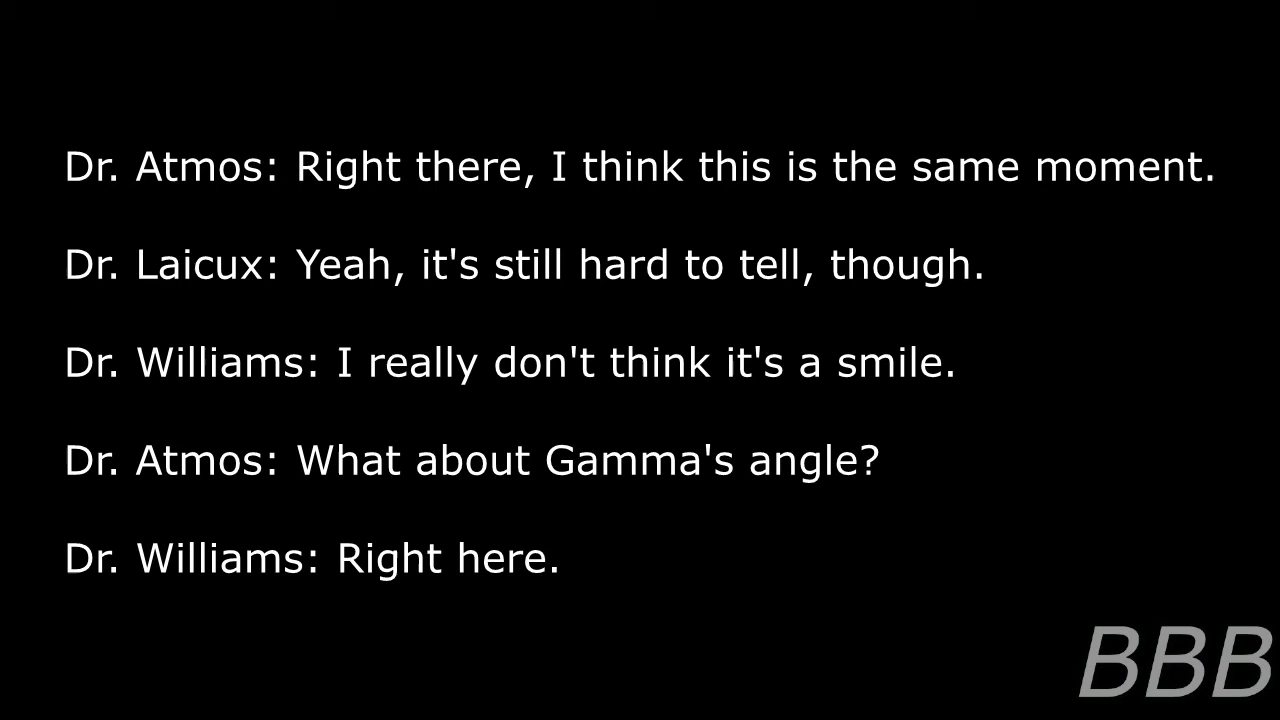 Dr. Atmos: Right there, I think this is the same moment.
Dr. Laicux: Yeah, it's still hard to tell, though.
Dr. Williams: I really don't think it's a smile.
Dr. Atmos: What about Gamma's angle?
Dr. Williams: Right here.
BBB